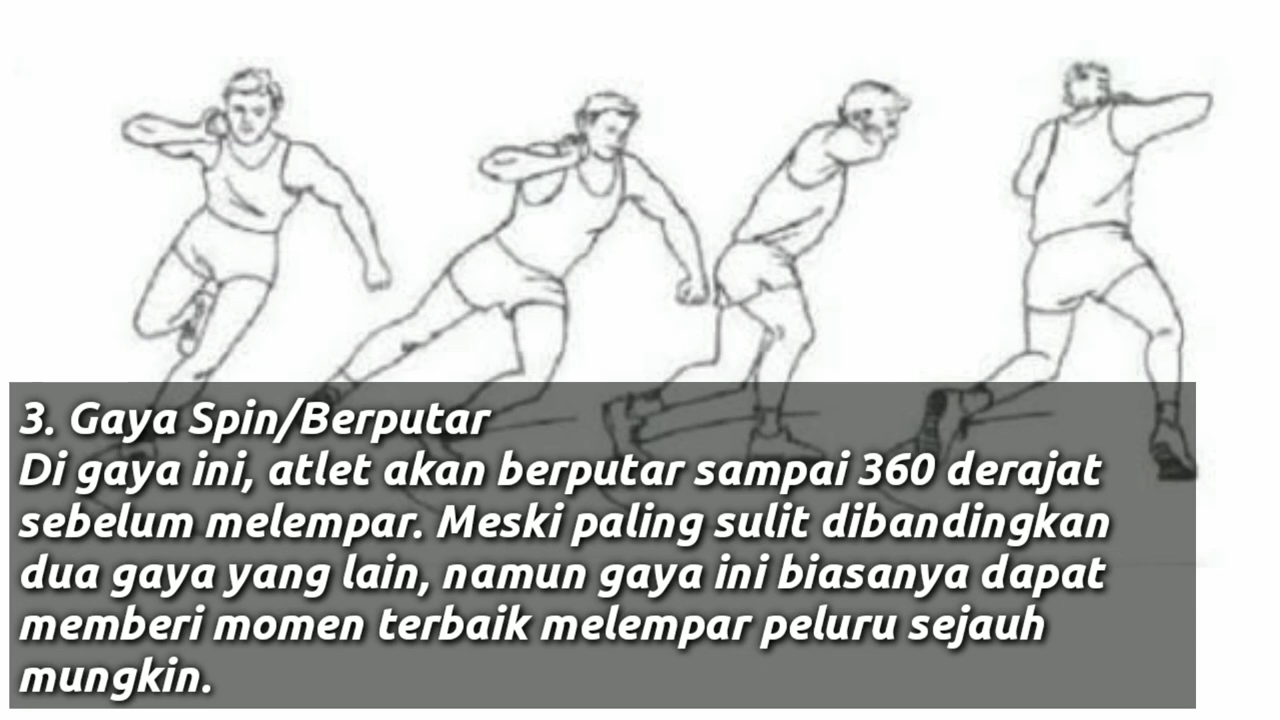 3. Gaya Spin/Berputar
Di gaya ini, atlet akan berputar sampai 360 derajat
sebelum melempar. Meski paling sulit dibandingkan
dua gaya yang lain, namun gaya ini biasanya dapat
memberi momen terbaik melempar peluru sejauh
mungkin.